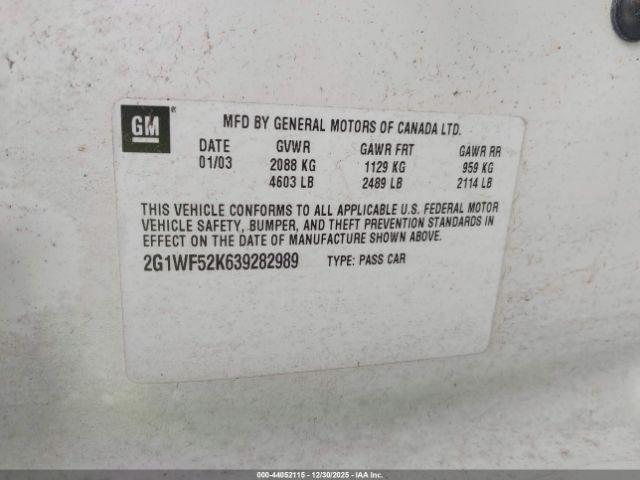 GM ®
MFD BY GENERAL MOTORS OF CANADA LTD.
DATE GVWR GAWR FRT GAWR RR
01/03 2088 KG 1129 KG 959 KG
4603 LB 2489 LB 2114 LB
THIS VEHICLE CONFORMS TO ALL APPLICABLE U.S. FEDERAL MOTOR
VEHICLE SAFETY, BUMPER, AND THEFT PREVENTION STANDARDS IN
EFFECT ON THE DATE OF MANUFACTURE SHOWN ABOVE.
2G1WF52K639282989 TYPE: PASS CAR
000-44052115 - 12/30/2025 - IAAI.com